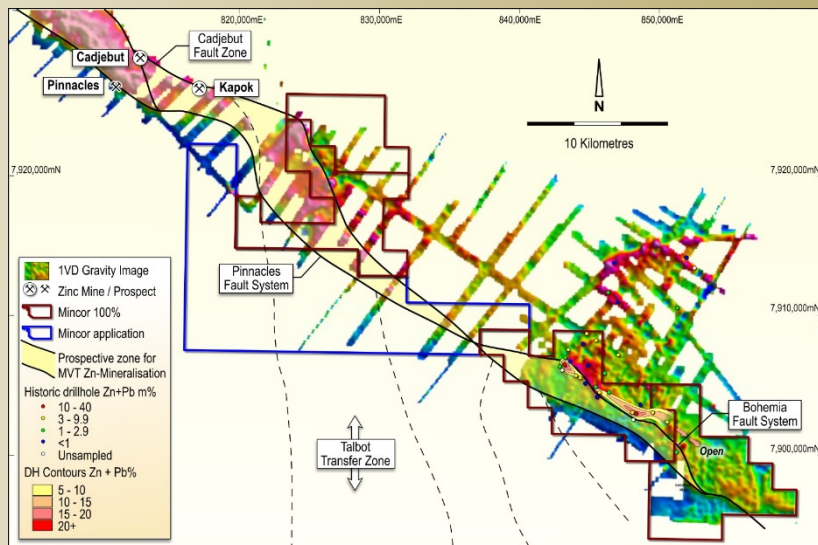 820,000mE
830,000mE
840,000mE
850,000mE
Cadjebut
Fault Zone
Cadjebut
Pinnacles
Kapok
N
10 Kilometres
7,920,000mN
7,920,000mN
Pinnacles
Fault System
1VD Gravity Image
Zinc Mine / Prospect
Mincor 100%
Mincor application
Prospective zone for
MVT Zn-Mineralisation
Historic drillhole Zn+Pb m%
10 - 40
3 - 9.9
1 - 2.9
<1
Unsampled
DH Contours Zn + Pb%
5 - 10
10 - 15
15 - 20
20+
7,910,000mN
Bohemia
Fault System
Talbot
Transfer Zone
Open
7,900,000mN